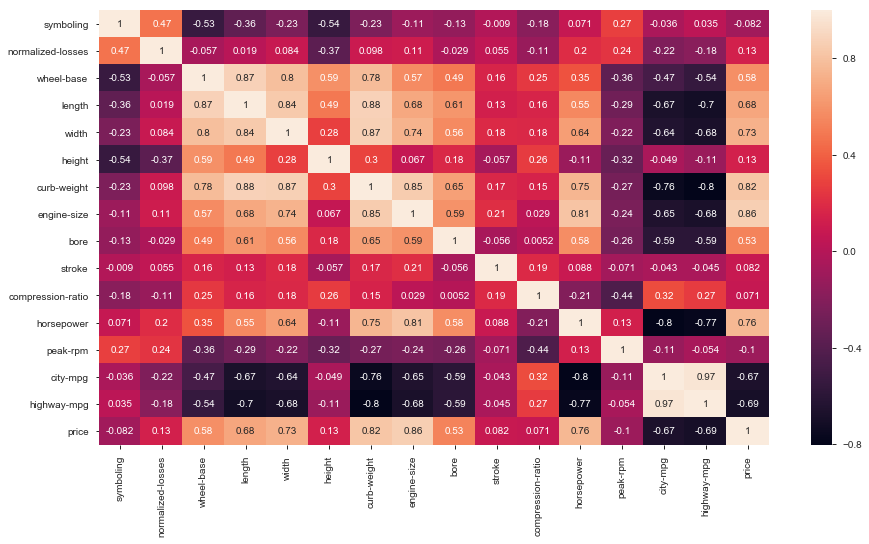 symboling 1 0.47 -0.53 -0.36 -0.23 -0.54 -0.23 -0.11 -0.13 -0.009 -0.18 0.071 0.27 -0.036 0.035 -0.082
normalized-losses 0.47 1 -0.057 0.019 0.084 -0.37 0.098 0.11 -0.029 0.055 -0.11 0.2 0.24 -0.22 -0.18 0.13
wheel-base -0.53 -0.057 1 0.87 0.8 0.59 0.78 0.57 0.49 0.16 0.25 0.35 -0.36 -0.47 -0.54 0.58
length -0.36 0.019 0.87 1 0.84 0.49 0.88 0.68 0.61 0.13 0.16 0.55 -0.29 -0.67 -0.7 0.68
width -0.23 0.084 0.8 0.84 1 0.28 0.87 0.74 0.56 0.18 0.18 0.64 -0.22 -0.64 -0.68 0.73
height -0.54 -0.37 0.59 0.49 0.28 1 0.3 0.067 0.18 -0.057 0.26 -0.11 -0.32 -0.049 -0.11 0.13
curb-weight -0.23 0.098 0.78 0.88 0.87 0.3 1 0.85 0.65 0.17 0.15 0.75 -0.27 -0.76 -0.8 0.82
engine-size -0.11 0.11 0.57 0.68 0.74 0.067 0.85 1 0.59 0.21 0.029 0.81 -0.24 -0.65 -0.68 0.86
bore -0.13 -0.029 0.49 0.61 0.56 0.18 0.65 0.59 1 -0.056 0.0052 0.58 -0.26 -0.59 -0.59 0.53
stroke -0.009 0.055 0.16 0.13 0.18 -0.057 0.17 0.21 -0.056 1 0.19 0.088 -0.071 -0.043 -0.045 0.082
compression-ratio -0.18 -0.11 0.25 0.16 0.18 0.26 0.15 0.029 0.0052 0.19 1 -0.21 -0.44 0.32 0.27 0.071
horsepower 0.071 0.2 0.35 0.55 0.64 -0.11 0.75 0.81 0.58 0.088 -0.21 1 0.13 -0.8 -0.77 0.76
peak-rpm 0.27 0.24 -0.36 -0.29 -0.22 -0.32 -0.27 -0.24 -0.26 -0.071 -0.44 0.13 1 -0.11 -0.054 -0.1
city-mpg -0.036 -0.22 -0.47 -0.67 -0.64 -0.049 -0.76 -0.65 -0.59 -0.043 0.32 -0.8 -0.11 1 0.97 -0.67
highway-mpg 0.035 -0.18 -0.54 -0.7 -0.68 -0.11 -0.8 -0.68 -0.59 -0.045 0.27 -0.77 -0.054 0.97 1 -0.69
price -0.082 0.13 0.58 0.68 0.73 0.13 0.82 0.86 0.53 0.082 0.071 0.76 -0.1 -0.67 -0.69 1
symboling
normalized-losses
wheel-base
length
width
height
curb-weight
engine-size
bore
stroke
compression-ratio
horsepower
peak-rpm
city-mpg
highway-mpg
price
0.8
0.4
0.0
-0.4
-0.8